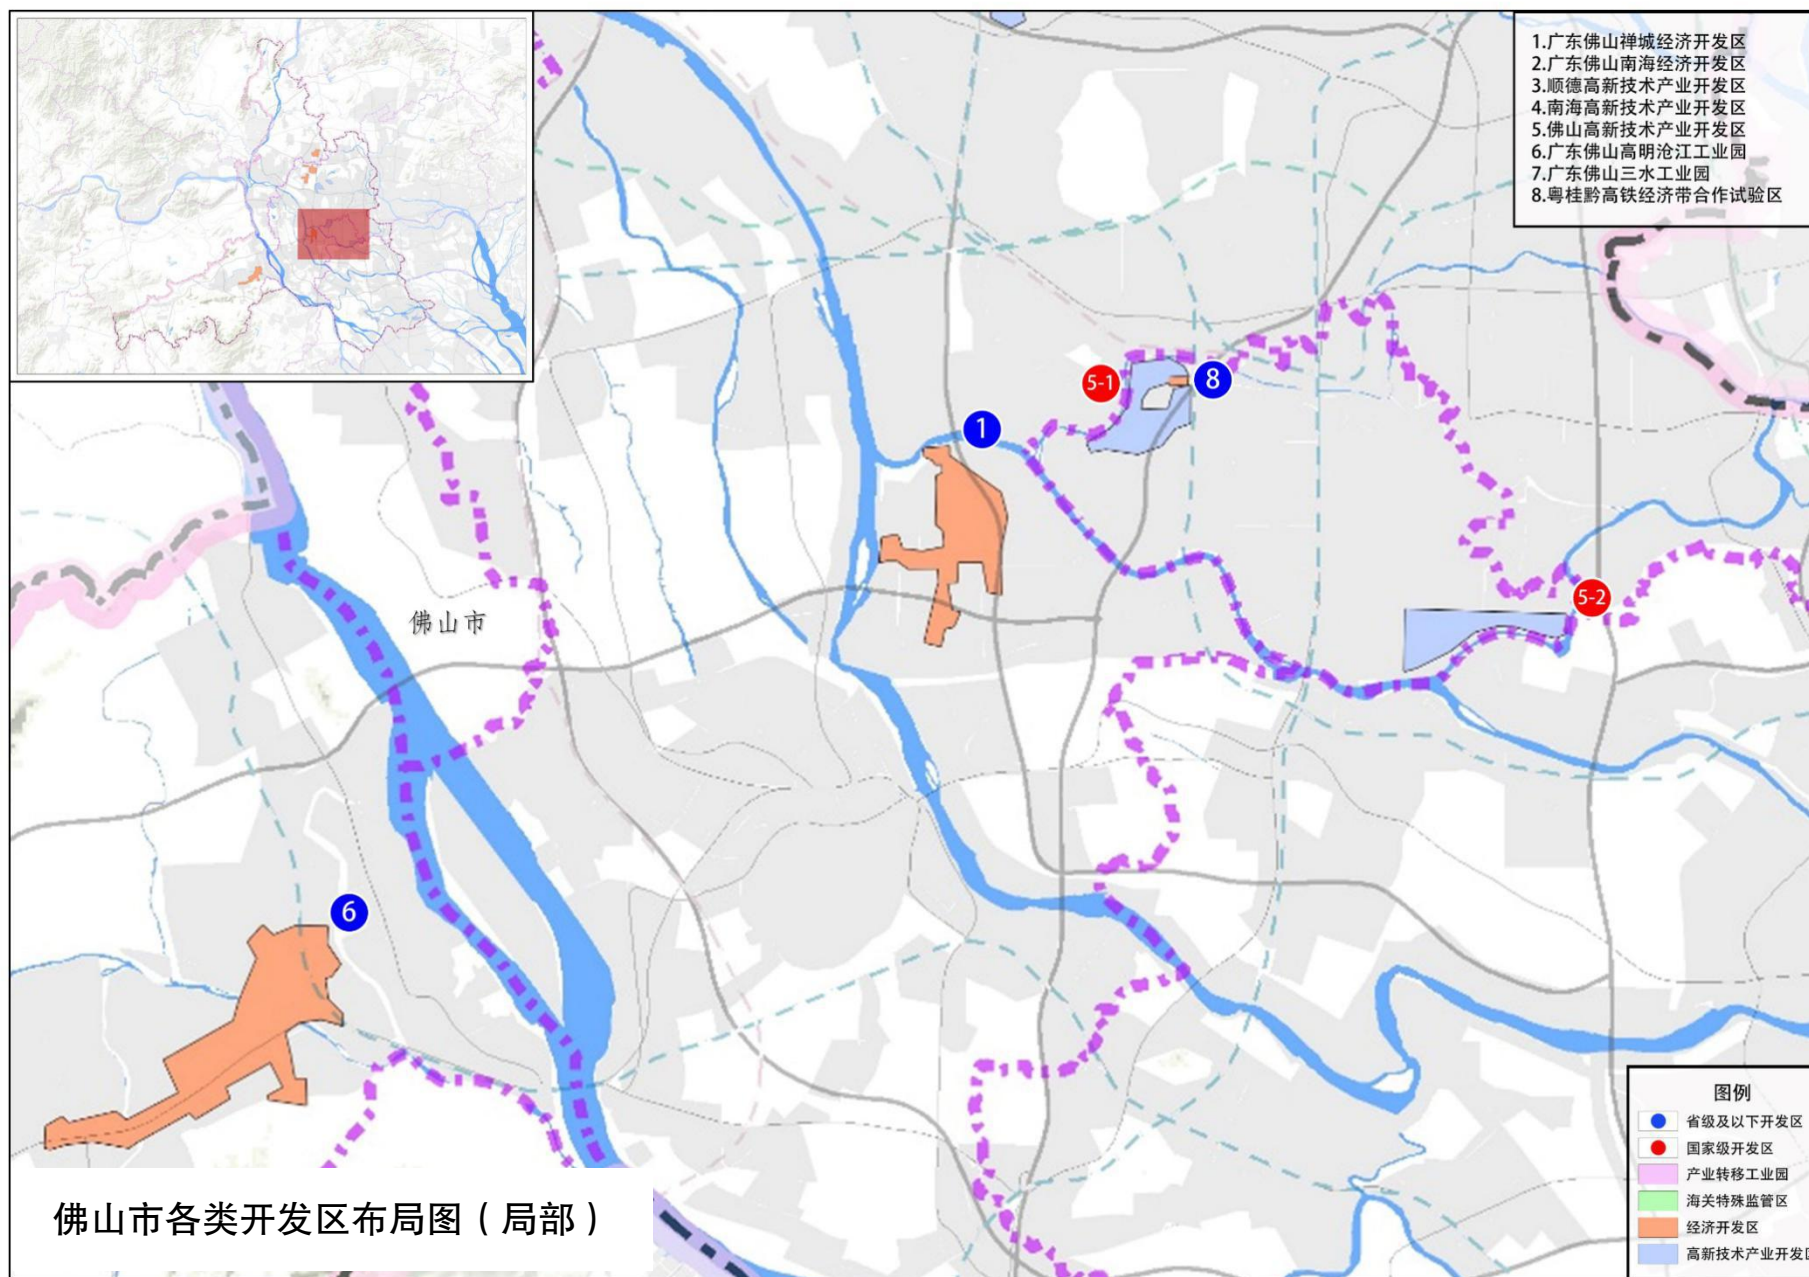 1.广东佛山禅城经济开发区
2.广东佛山南海经济开发区
3.顺德高新技术产业开发区
4.南海高新技术产业开发区
5.佛山高新技术产业开发区
6.广东佛山高明沧江工业园
7.广东佛山三水工业园
8.粤桂黔高铁经济带合作试验区
5-1
8
1
5-2
佛山市
6
图例
省级及以下开发区
国家级开发区
产业转移工业园
海关特殊监管区
经济开发区
高新技术产业开发区
佛山市各类开发区布局图（局部）